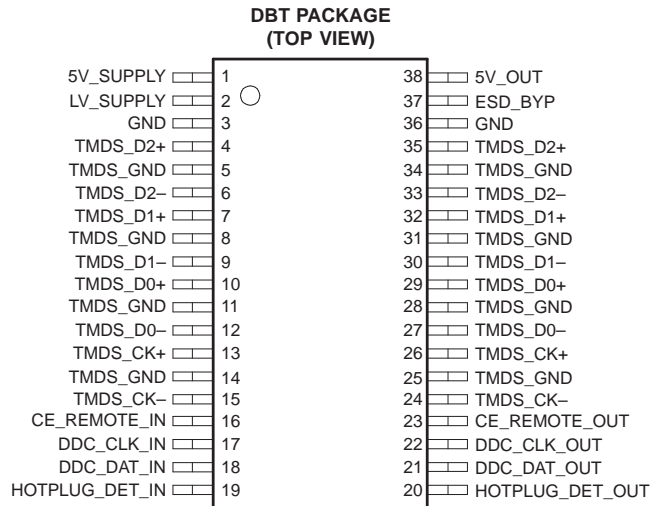 DBT PACKAGE
(TOP VIEW)
5V_SUPPLY 1 38 5V_OUT
LV_SUPPLY 2 37 ESD_BYP
GND 3 36 GND
TMDS_D2+ 4 35 TMDS_D2+
TMDS_GND 5 34 TMDS_GND
TMDS_D2– 6 33 TMDS_D2–
TMDS_D1+ 7 32 TMDS_D1+
TMDS_GND 8 31 TMDS_GND
TMDS_D1– 9 30 TMDS_D1–
TMDS_D0+ 10 29 TMDS_D0+
TMDS_GND 11 28 TMDS_GND
TMDS_D0– 12 27 TMDS_D0–
TMDS_CK+ 13 26 TMDS_CK+
TMDS_GND 14 25 TMDS_GND
TMDS_CK– 15 24 TMDS_CK–
CE_REMOTE_IN 16 23 CE_REMOTE_OUT
DDC_CLK_IN 17 22 DDC_CLK_OUT
DDC_DAT_IN 18 21 DDC_DAT_OUT
HOTPLUG_DET_IN 19 20 HOTPLUG_DET_OUT